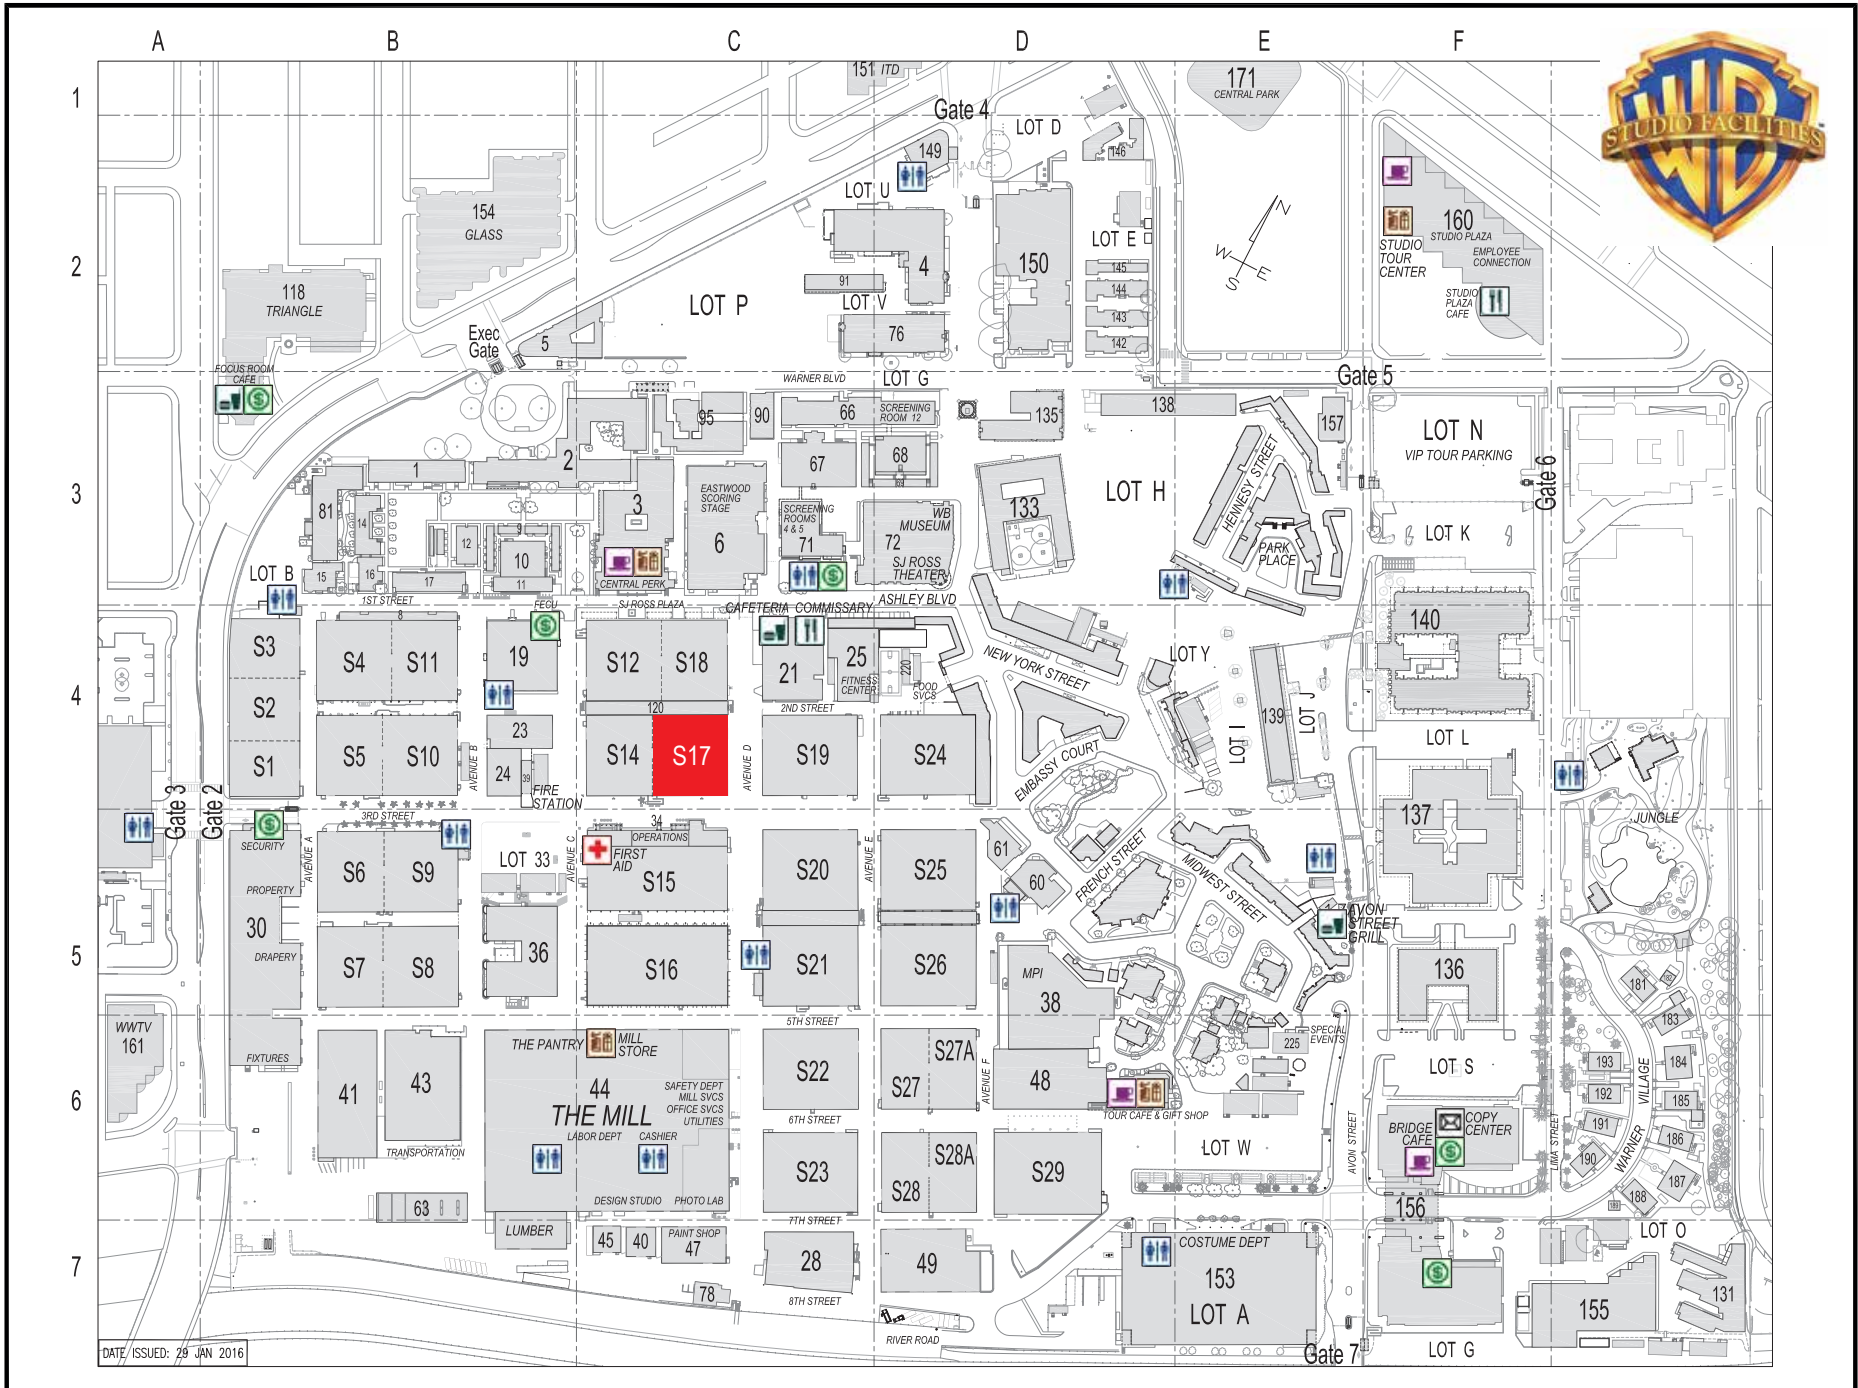 A B C D E F
1
2
3
4
5
6
7
WB
STUDIO FACILITIES
TM
151 ITD
Gate 4
171
CENTRAL PARK
LOT D
149
146
LOT U
154
GLASS
4
LOT E
150
N
W
E
S
160
STUDIO PLAZA
EMPLOYEE
CONNECTION
STUDIO
TOUR
CENTER
STUDIO
PLAZA
CAFE
118
TRIANGLE
91
LOT P
LOT V
76
145
144
143
142
Exec
Gate
5
FOCUS ROOM
CAFE
WARNER BLVD
LOT G
Gate 5
95
90
66
SCREENING
ROOM 12
135
138
157
LOT N
VIP TOUR PARKING
Gate 6
1
2
67
68
HENNESY STREET
3
EASTWOOD
SCORING
STAGE
6
SCREENING
ROOMS
4 & 5
71
WB
MUSEUM
72
SJ ROSS
THEATER
133
LOT H
PARK
PLACE
LOT K
81
14
12
9
10
11
15
16
17
LOT B
CENTRAL PERK
1ST STREET
FECU
SJ ROSS PLAZA
CAFETERIA
COMMISSARY
ASHLEY BLVD
8
S3
S2
S1
S4
S11
19
S12
S18
21
25
FITNESS
CENTER
220
FOOD
SVCS
NEW YORK STREET
LOT Y
140
120
2ND STREET
S5
S10
AVENUE B
23
24
39
FIRE
STATION
S14
S17
AVENUE D
S19
S24
EMBASSY COURT
LOT I
139
LOT J
LOT L
Gate 3
Gate 2
3RD STREET
34
OPERATIONS
SECURITY
AVENUE A
S6
S9
LOT 33
AVENUE C
FIRST
AID
S15
S20
AVENUE E
S25
61
60
FRENCH STREET
MIDWEST STREET
137
JUNGLE
PROPERTY
30
DRAPERY
FIXTURES
S7
S8
36
S16
S21
S26
MPI
38
AVON
STREET
GRILL
136
181
183
WWTV
161
5TH STREET
SPECIAL
EVENTS
225
41
43
THE PANTRY
MILL
STORE
44
THE MILL
SAFETY DEPT
MILL SVCS
OFFICE SVCS
UTILITIES
LABOR DEPT
CASHIER
S22
S27A
S27
AVENUE F
48
LOT S
193
184
192
VILLAGE
185
191
186
190
WARNER
187
188
TOUR CAFE & GIFT SHOP
6TH STREET
TRANSPORTATION
S23
S28A
S28
S29
LOT W
AVON STREET
BRIDGE
CAFE
COPY
CENTER
LIMA STREET
63
DESIGN STUDIO
PHOTO LAB
7TH STREET
156
LUMBER
45
40
PAINT SHOP
47
28
49
COSTUME DEPT
153
LOT A
LOT O
131
155
78
8TH STREET
RIVER ROAD
Gate 7
LOT G
DATE ISSUED: 29 JAN 2016